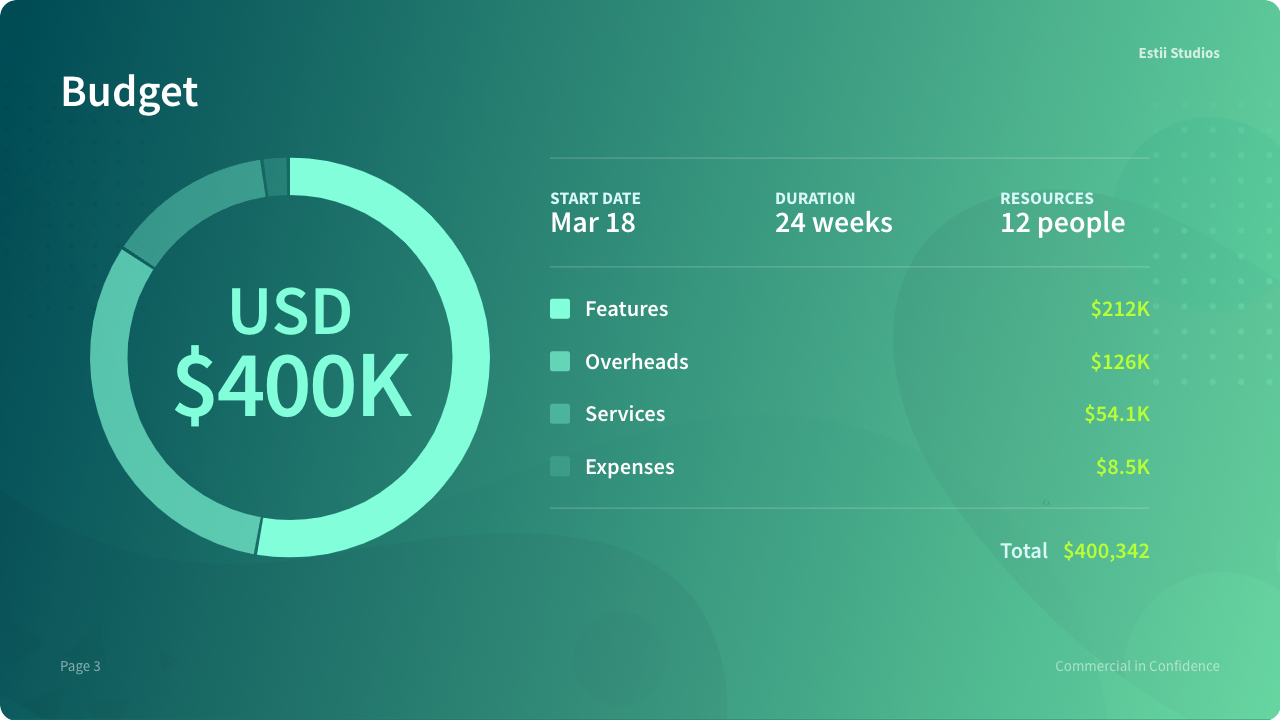 Estii Studios
Budget
USD
$400K
START DATE
Mar 18
DURATION
24 weeks
RESOURCES
12 people
Features $212K
Overheads $126K
Services $54.1K
Expenses $8.5K
Total $400,342
Page 3
Commercial in Confidence